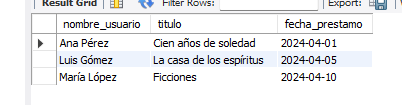 Result Grid Filter Rows: Export:
nombre_usuario titulo fecha_prestamo
Ana Pérez Cien años de soledad 2024-04-01
Luis Gómez La casa de los espíritus 2024-04-05
María López Ficciones 2024-04-10